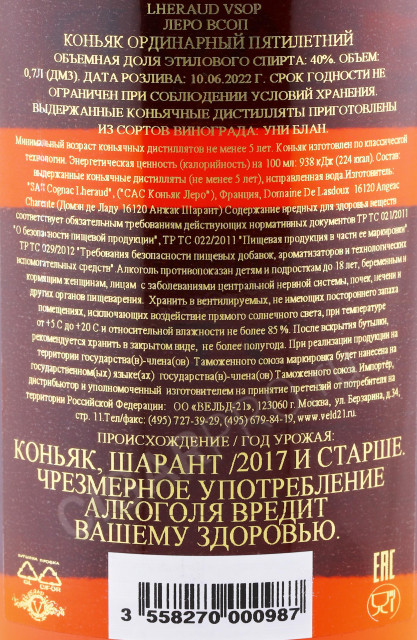 LHERAUD VSOP
ЛЕРО ВСОП
КОНЬЯК ОРДИНАРНЫЙ ПЯТИЛЕТНИЙ
ОБЪЕМНАЯ ДОЛЯ ЭТИЛОВОГО СПИРТА: 40%. ОБЪЕМ:
0,7Л (ДМ3). ДАТА РОЗЛИВА: 10.06.2022 Г. СРОК ГОДНОСТИ НЕ
ОГРАНИЧЕН ПРИ СОБЛЮДЕНИИ УСЛОВИЙ ХРАНЕНИЯ.
ВЫДЕРЖАННЫЕ КОНЬЯЧНЫЕ ДИСТИЛЛЯТЫ ПРИГОТОВЛЕНЫ
ИЗ СОРТОВ ВИНОГРАДА: УНИ БЛАН.
Минимальный возраст коньячных дистиллятов не менее 5 лет. Коньяк изготовлен по классической
технологии. Энергетическая ценность (калорийность) на 100 мл: 938 кДж (224 ккал). Состав:
выдержанные коньячные дистилляты (не менее 5 лет), исправленная вода.Изготовитель:
"ЗАП Cognac Lheraud", ("САС Коньяк Леро"), Франция, Domaine De Lasdoux 16120 Angeac
Charente (Домэн де Ладу 16120 Анжак Шарант) Содержание вредных для здоровья веществ
соответствует обязательным требованиям действующих нормативных документов ТР ТС 021/2011
"О безопасности пищевой продукции", ТР ТС 022/2011 "Пищевая продукция в части ее маркировки"
ТР ТС 029/2012 "Требования безопасности пищевых добавок, ароматизаторов и технологических
вспомогательных средств" Алкоголь противопоказан детям и подросткам до 18 лет, беременным и
кормящим женщинам, лицам с заболеваниями центральной нервной системы, почек, печени и
других органов пищеварения. Хранить в вентилируемых, не имеющих постороннего запаха
помещениях, исключающих воздействие прямого солнечного света, при температуре
от +5 С до +20 С и относительной влажности не более 85 %. После вскрытия бутылки,
рекомендуется хранить в закрытом виде, не более полугода. При реализации продукции на
территории государства(в)-члена(ов) Таможенного союза маркировка будет нанесена на
государственном(ых) языке(ах) государства(в)-члена(ов) Таможенного союза. Импортёр,
дистрибьютор и уполномоченный изготовителем на принятие претензий от потребителя на
территории Российской Федерации: ОО «ВЕЛЬД-21», 123060 г. Москва, ул. Берзарина, д.34,
стр. 11.Тел/факс: (495) 727-39-29, (495) 679-84-19, www.veld21.ru.
ПРОИСХОЖДЕНИЕ / ГОД УРОЖАЯ:
КОНЬЯК, ШАРАНТ /2017 И СТАРШЕ.
ЧРЕЗМЕРНОЕ УПОТРЕБЛЕНИЕ
АЛКОГОЛЯ ВРЕДИТ
ВАШЕМУ ЗДОРОВЬЮ.
GL C/FOR
EAC
3 558270 000987